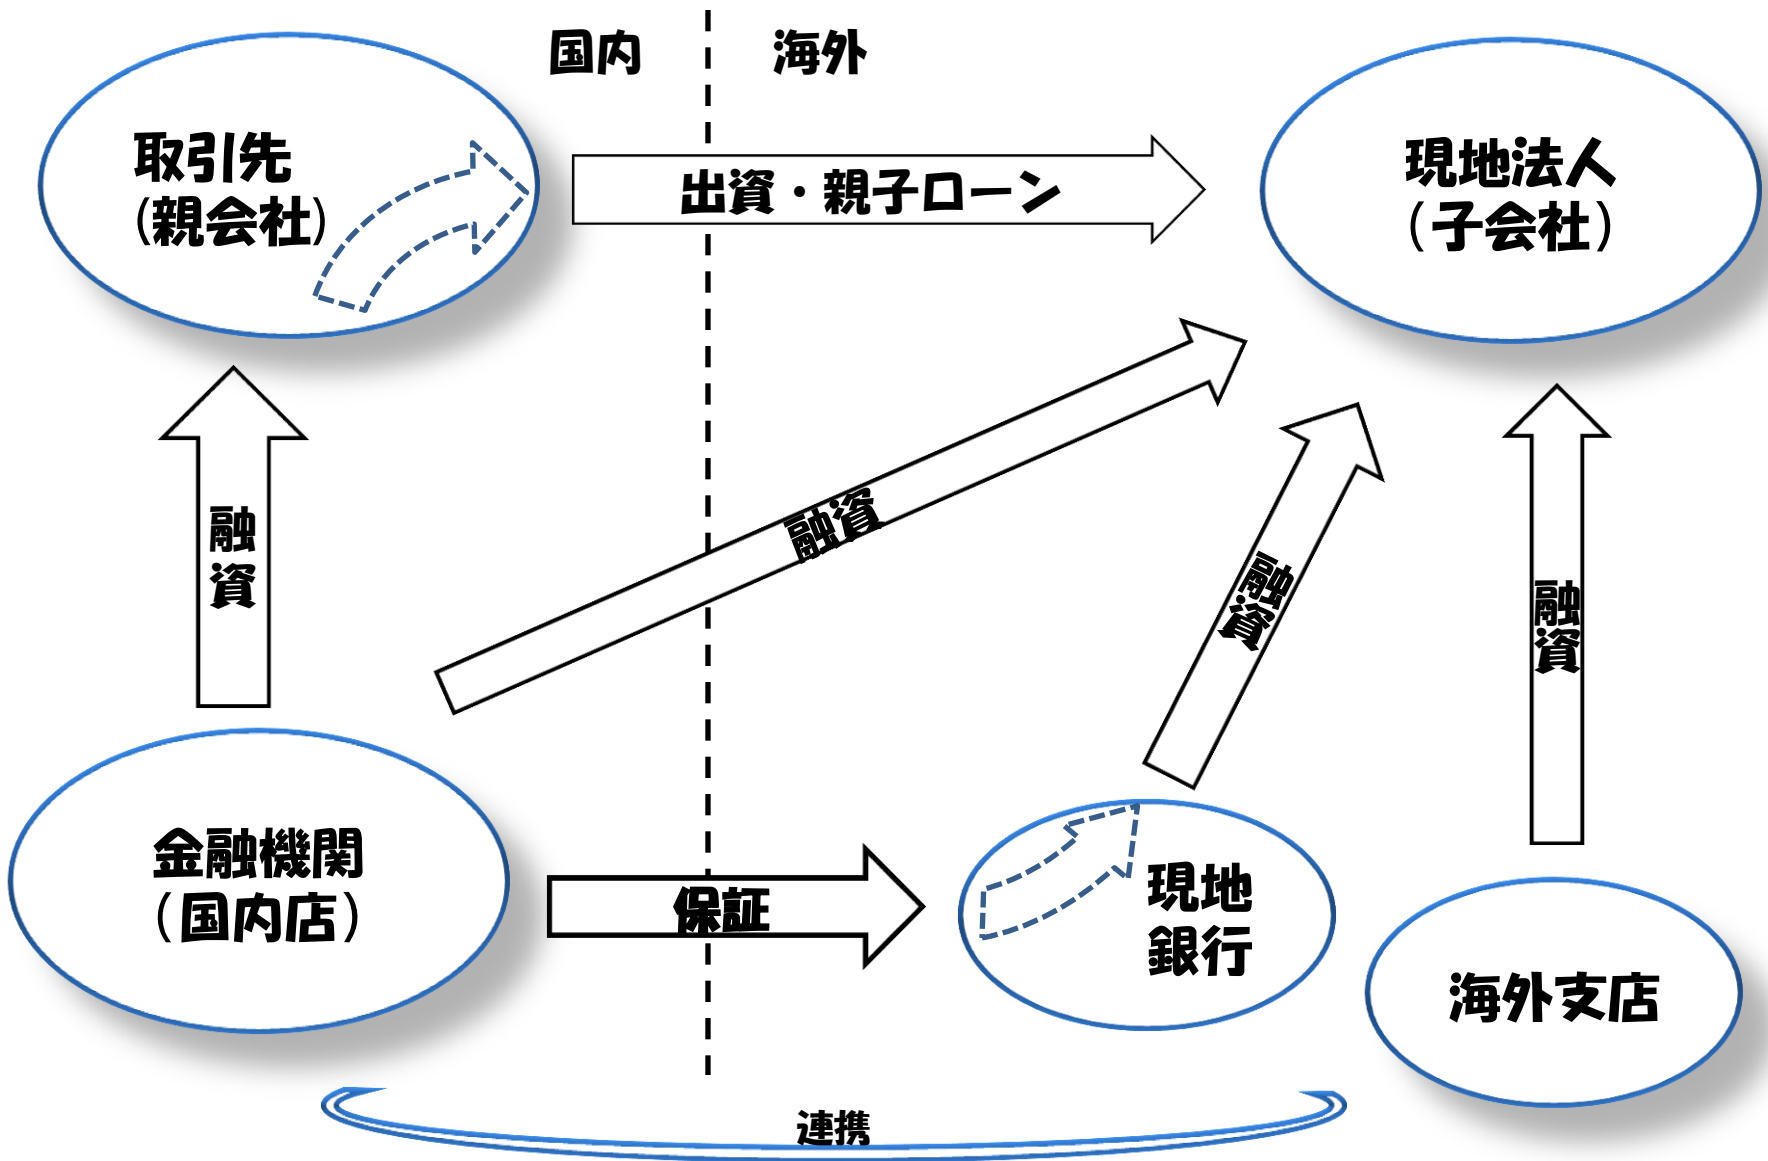 国内
海外
取引先
(親会社)
出資・親子ローン
現地法人
(子会社)
融資
融資
融資
融資
金融機関
(国内店)
保証
現地
銀行
海外支店
連携